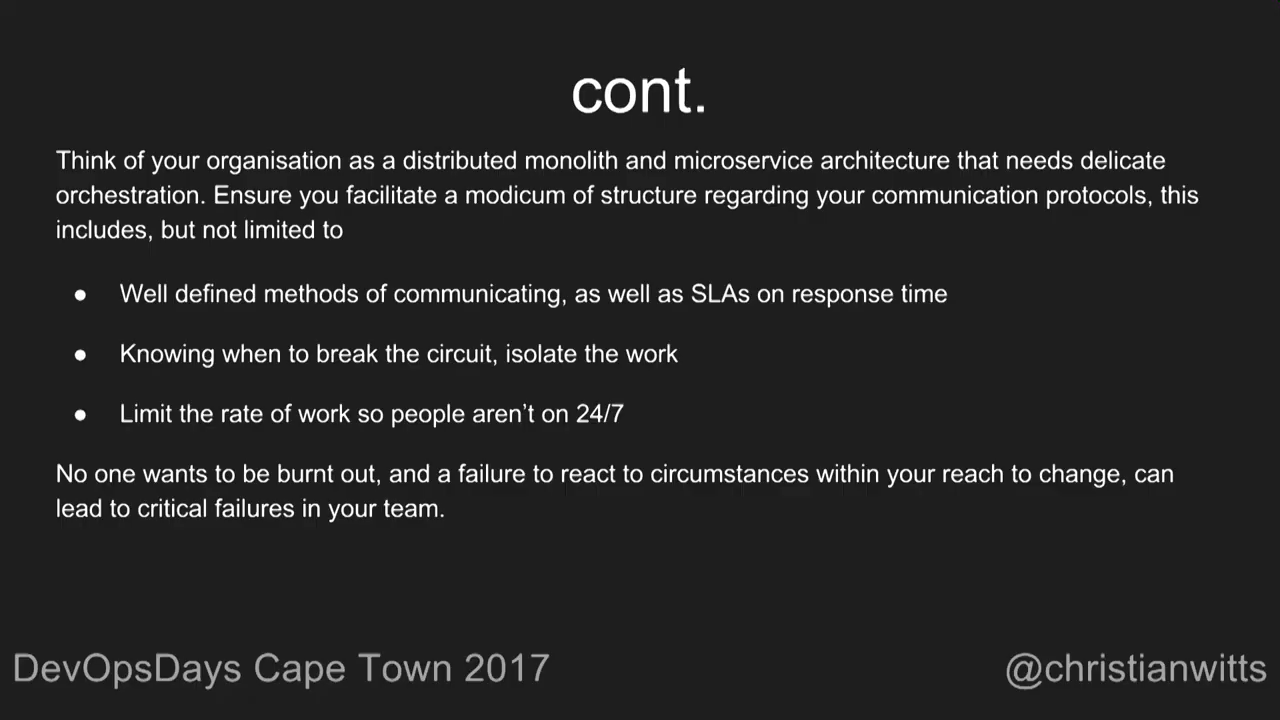 cont.
Think of your organisation as a distributed monolith and microservice architecture that needs delicate
orchestration. Ensure you facilitate a modicum of structure regarding your communication protocols, this
includes, but not limited to
● Well defined methods of communicating, as well as SLAs on response time
● Knowing when to break the circuit, isolate the work
● Limit the rate of work so people aren’t on 24/7
No one wants to be burnt out, and a failure to react to circumstances within your reach to change, can
lead to critical failures in your team.
DevOpsDays Cape Town 2017
@christianwitts